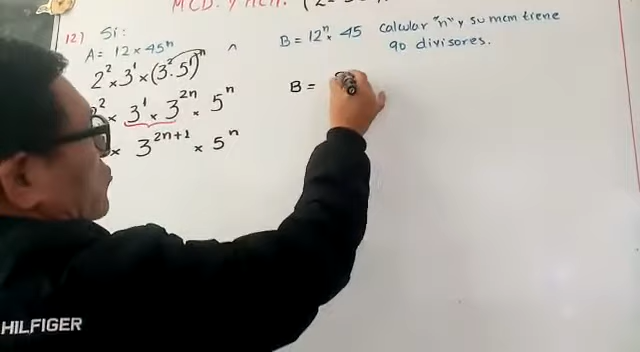 MCD. y MCM.
12) Si:
A = 12 × 45ⁿ ∧ B = 12ⁿ × 45 calcular "n" y su mcm tiene
90 divisores.
2² × 3¹ × (3².5¹)ⁿ
B =
2² × 3¹ × 3²ⁿ × 5ⁿ
× 3²ⁿ⁺¹ × 5ⁿ
HILFIGER